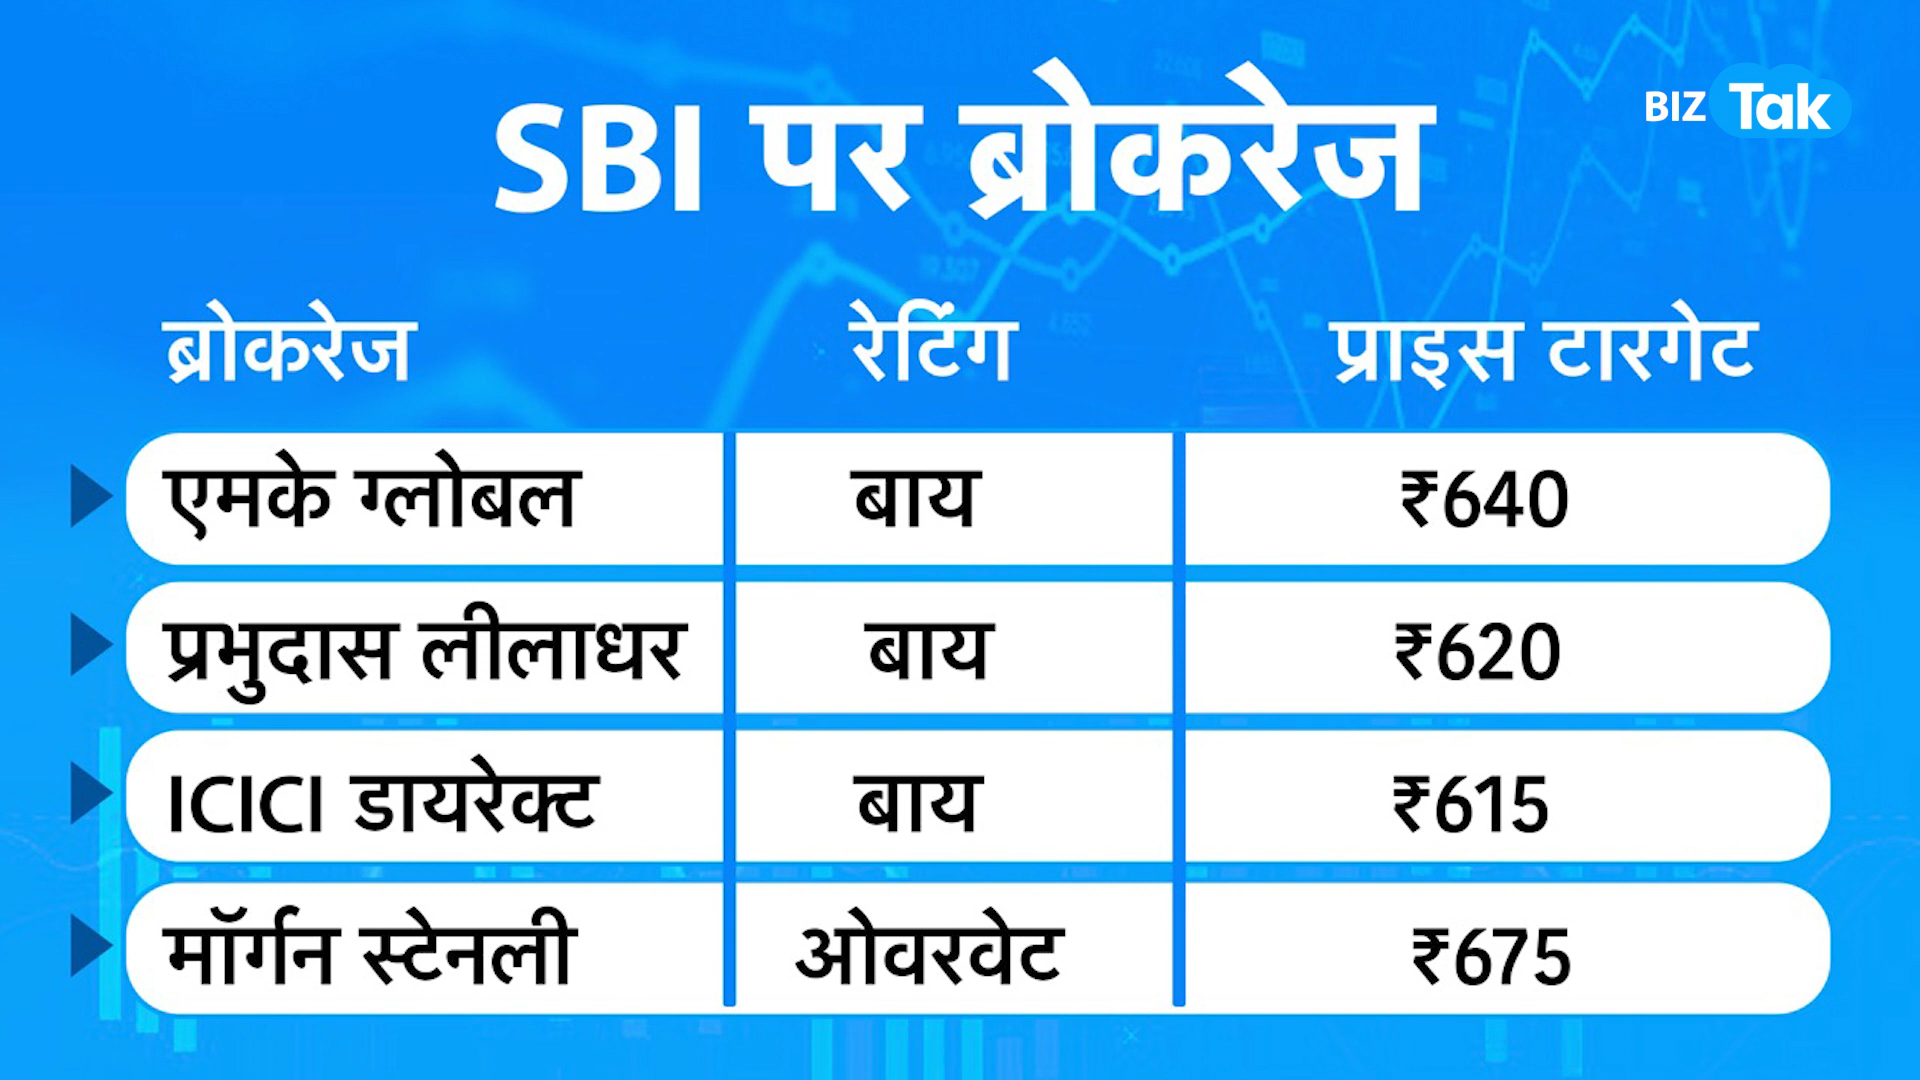 BIZ Tak
SBI पर ब्रोकरेज
ब्रोकरेज रेटिंग प्राइस टारगेट
एमके ग्लोबल बाय ₹640
प्रभुदास लीलाधर बाय ₹620
ICICI डायरेक्ट बाय ₹615
मॉर्गन स्टेनली ओवरवेट ₹675